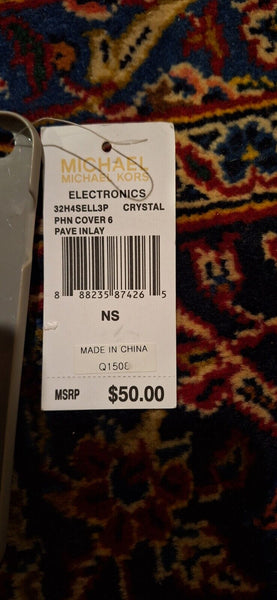 MICHAEL
MICHAEL KORS
ELECTRONICS
32H4SELL3P CRYSTAL
PHN COVER 6
PAVE INLAY
8 88235 87426 5
NS
MADE IN CHINA
Q1508
MSRP $50.00